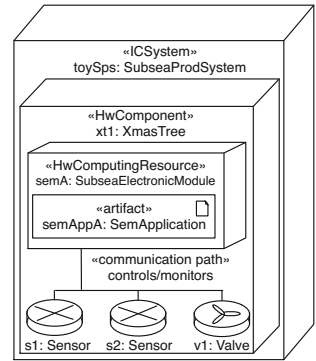 «ICSystem»
toySps: SubseaProdSystem
«HwComponent»
xt1: XmasTree
«HwComputingResource»
semA: SubseaElectronicModule
«artifact»
semAppA: SemApplication
«communication path»
controls/monitors
s1: Sensor s2: Sensor v1: Valve